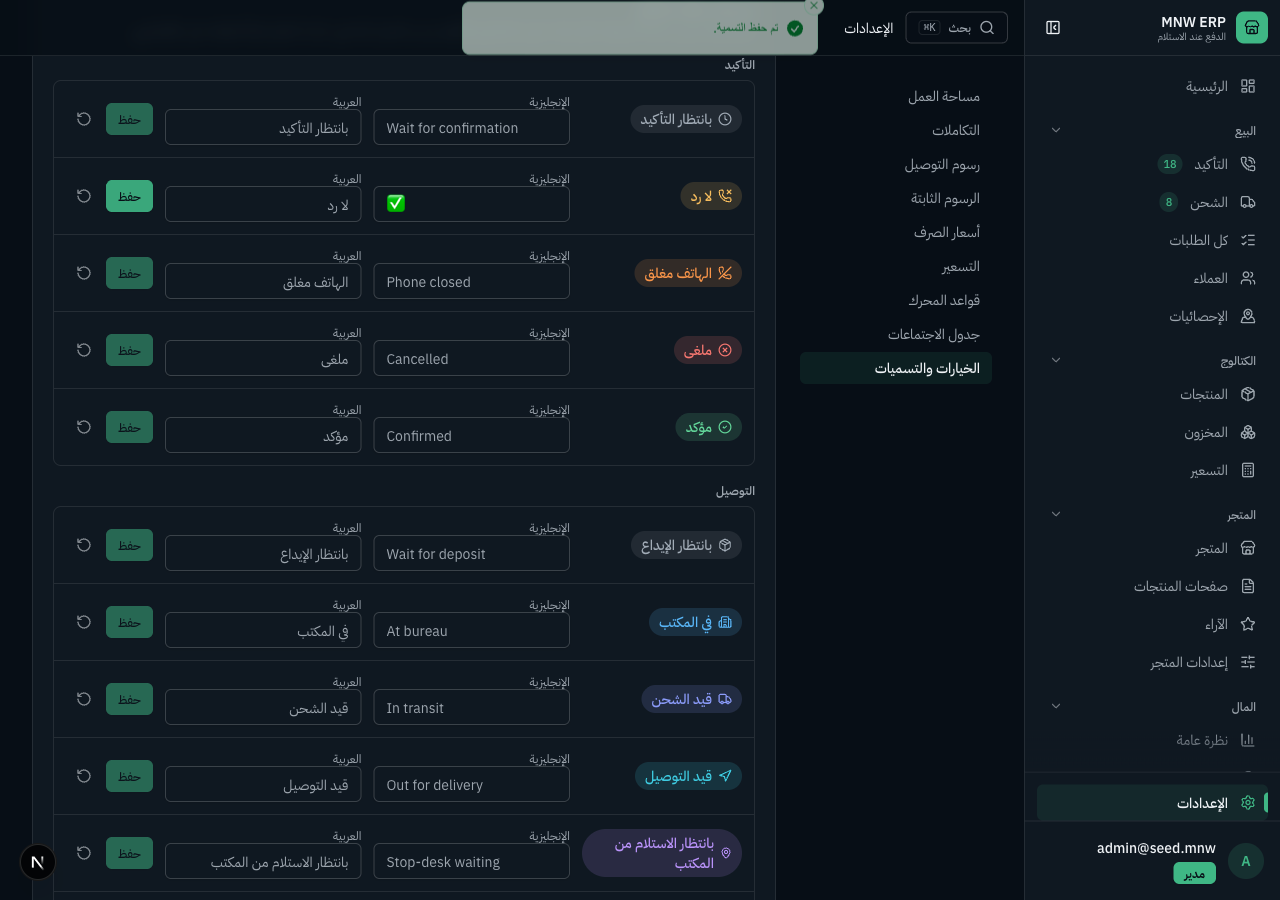 MNW ERP
الدفع عند الاستلام
بحث
⌘K
الإعدادات
تم حفظ التسمية.
الرئيسية
البيع
التأكيد
18
الشحن
8
كل الطلبات
العملاء
الإحصائيات
الكتالوج
المنتجات
المخزون
التسعير
المتجر
المتجر
صفحات المنتجات
الآراء
إعدادات المتجر
المال
نظرة عامة
الإعدادات
A
admin@seed.mnw
مدير
مساحة العمل
التكاملات
رسوم التوصيل
الرسوم الثابتة
أسعار الصرف
التسعير
قواعد المحرك
جدول الاجتماعات
الخيارات والتسميات
التأكيد
بانتظار التأكيد
الإنجليزية
Wait for confirmation
العربية
بانتظار التأكيد
حفظ
لا رد
الإنجليزية
✅
العربية
لا رد
حفظ
الهاتف مغلق
الإنجليزية
Phone closed
العربية
الهاتف مغلق
حفظ
ملغى
الإنجليزية
Cancelled
العربية
ملغى
حفظ
مؤكد
الإنجليزية
Confirmed
العربية
مؤكد
حفظ
التوصيل
بانتظار الإيداع
الإنجليزية
Wait for deposit
العربية
بانتظار الإيداع
حفظ
في المكتب
الإنجليزية
At bureau
العربية
في المكتب
حفظ
قيد الشحن
الإنجليزية
In transit
العربية
قيد الشحن
حفظ
قيد التوصيل
الإنجليزية
Out for delivery
العربية
قيد التوصيل
حفظ
بانتظار الاستلام من
المكتب
الإنجليزية
Stop-desk waiting
العربية
بانتظار الاستلام من المكتب
حفظ
N